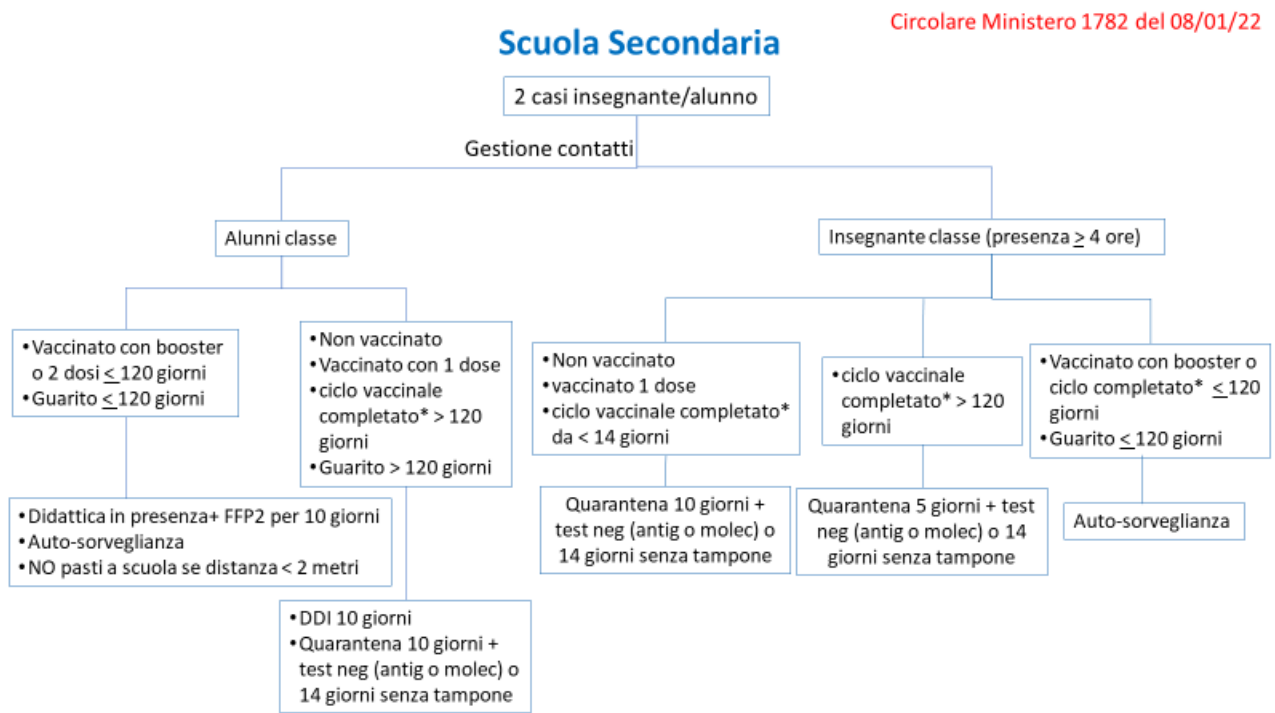 Circolare Ministero 1782 del 08/01/22
Scuola Secondaria
2 casi insegnante/alunno
Gestione contatti
Alunni classe
Insegnante classe (presenza > 4 ore)
•Vaccinato con booster
o 2 dosi < 120 giorni
•Guarito < 120 giorni
•Non vaccinato
•Vaccinato con 1 dose
•ciclo vaccinale
completato* > 120
giorni
•Guarito > 120 giorni
•Non vaccinato
•vaccinato 1 dose
•ciclo vaccinale completato*
da < 14 giorni
•ciclo vaccinale
completato* > 120
giorni
•Vaccinato con booster o
ciclo completato* <120
giorni
•Guarito < 120 giorni
•Didattica in presenza+ FFP2 per 10 giorni
•Auto-sorveglianza
•NO pasti a scuola se distanza < 2 metri
•DDI 10 giorni
•Quarantena 10 giorni +
test neg (antig o molec) o
14 giorni senza tampone
Quarantena 10 giorni +
test neg (antig o molec) o
14 giorni senza tampone
Quarantena 5 giorni + test
neg (antig o molec) o 14
giorni senza tampone
Auto-sorveglianza